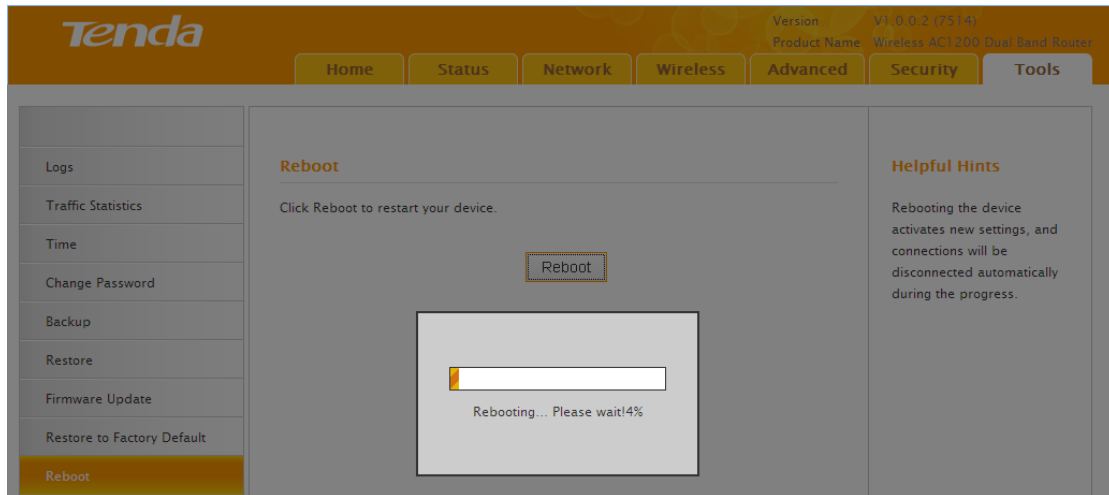 Tenda
Version V1.0.0.2 (7514)
Product Name Wireless AC1200 Dual Band Router
Home Status Network Wireless Advanced Security Tools
Logs
Traffic Statistics
Time
Change Password
Backup
Restore
Firmware Update
Restore to Factory Default
Reboot
Reboot
Click Reboot to restart your device.
Reboot
Rebooting... Please wait!4%
Helpful Hints
Rebooting the device
activates new settings, and
connections will be
disconnected automatically
during the progress.